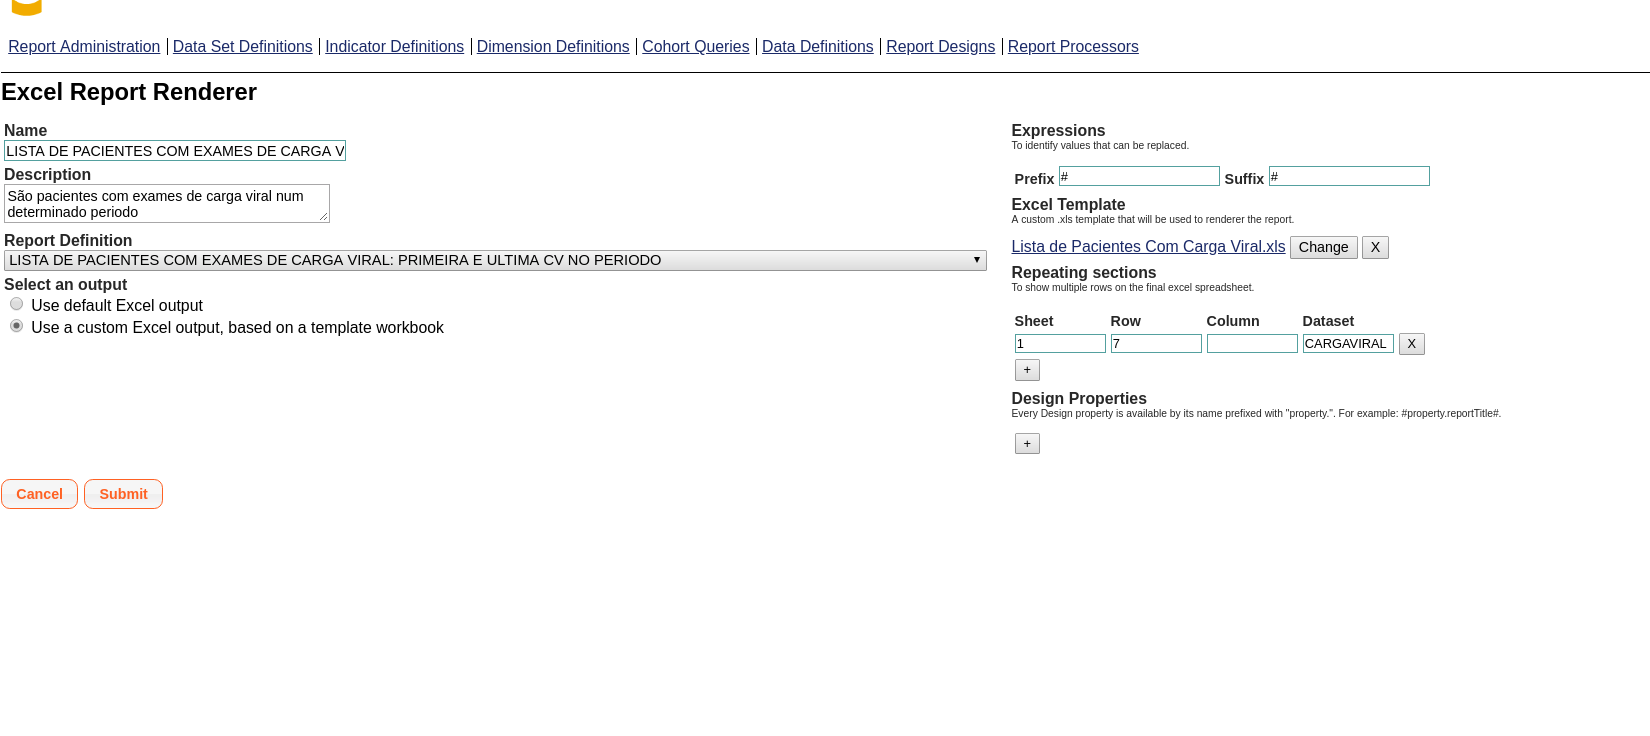 Report Administration Data Set Definitions Indicator Definitions Dimension Definitions Cohort Queries Data Definitions Report Designs Report Processors
Excel Report Renderer
Name
LISTA DE PACIENTES COM EXAMES DE CARGA V
Description
São pacientes com exames de carga viral num
determinado periodo
Report Definition
LISTA DE PACIENTES COM EXAMES DE CARGA VIRAL: PRIMEIRA E ULTIMA CV NO PERIODO
Select an output
Use default Excel output
Use a custom Excel output, based on a template workbook
Expressions
To identify values that can be replaced.
Prefix # Suffix #
Excel Template
A custom .xls template that will be used to renderer the report.
Lista de Pacientes Com Carga Viral.xls Change X
Repeating sections
To show multiple rows on the final excel spreadsheet.
Sheet Row Column Dataset
1 7 CARGAVIRAL X
+
Design Properties
Every Design property is available by its name prefixed with "property.". For example: #property.reportTitle#.
+
Cancel Submit